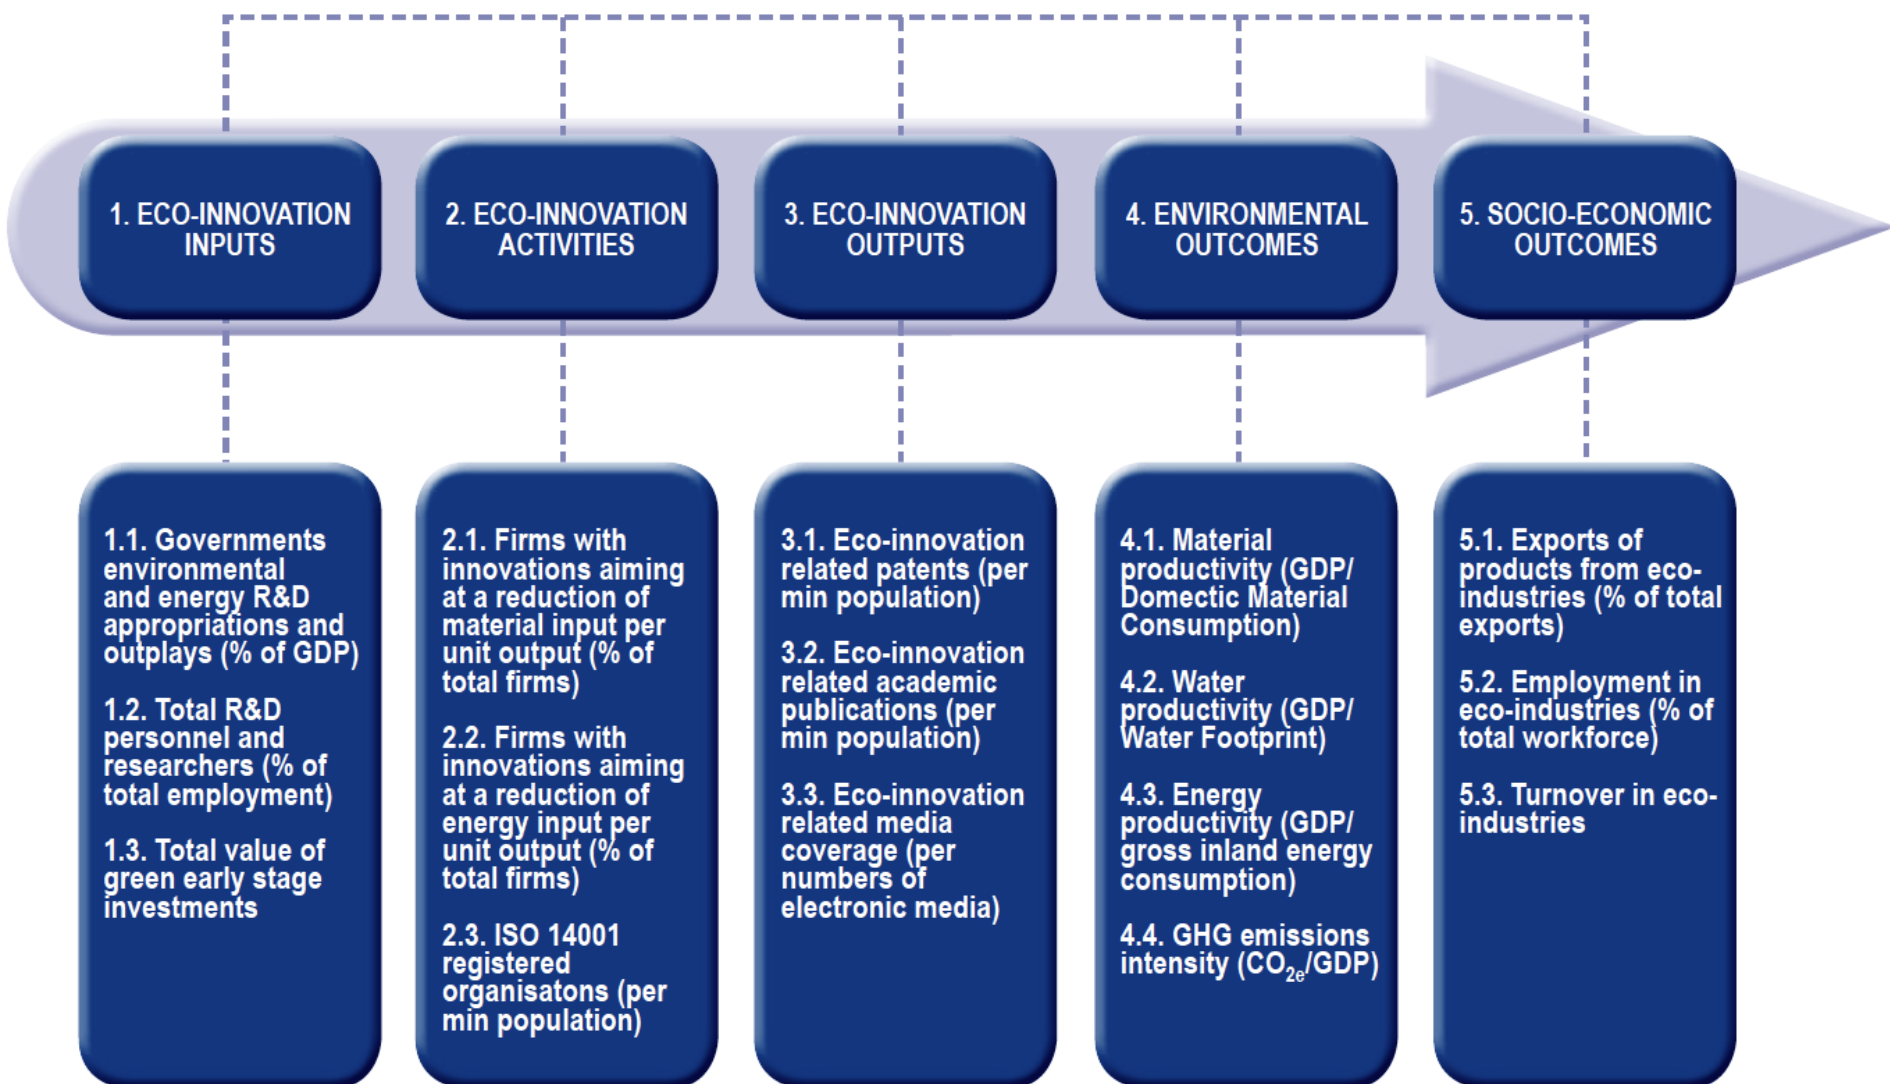 1. ECO-INNOVATION
INPUTS
2. ECO-INNOVATION
ACTIVITIES
3. ECO-INNOVATION
OUTPUTS
4. ENVIRONMENTAL
OUTCOMES
5. SOCIO-ECONOMIC
OUTCOMES
1.1. Governments
environmental
and energy R&D
appropriations and
outplays (% of GDP)
1.2. Total R&D
personnel and
researchers (% of
total employment)
1.3. Total value of
green early stage
investments
2.1. Firms with
innovations aiming
at a reduction of
material input per
unit output (% of
total firms)
2.2. Firms with
innovations aiming
at a reduction of
energy input per
unit output (% of
total firms)
2.3. ISO 14001
registered
organisatons (per
min population)
3.1. Eco-innovation
related patents (per
min population)
3.2. Eco-innovation
related academic
publications (per
min population)
3.3. Eco-innovation
related media
coverage (per
numbers of
electronic media)
4.1. Material
productivity (GDP/
Domectic Material
Consumption)
4.2. Water
productivity (GDP/
Water Footprint)
4.3. Energy
productivity (GDP/
gross inland energy
consumption)
4.4. GHG emissions
intensity (CO2e/GDP)
5.1. Exports of
products from eco-
industries (% of total
exports)
5.2. Employment in
eco-industries (% of
total workforce)
5.3. Turnover in eco-
industries